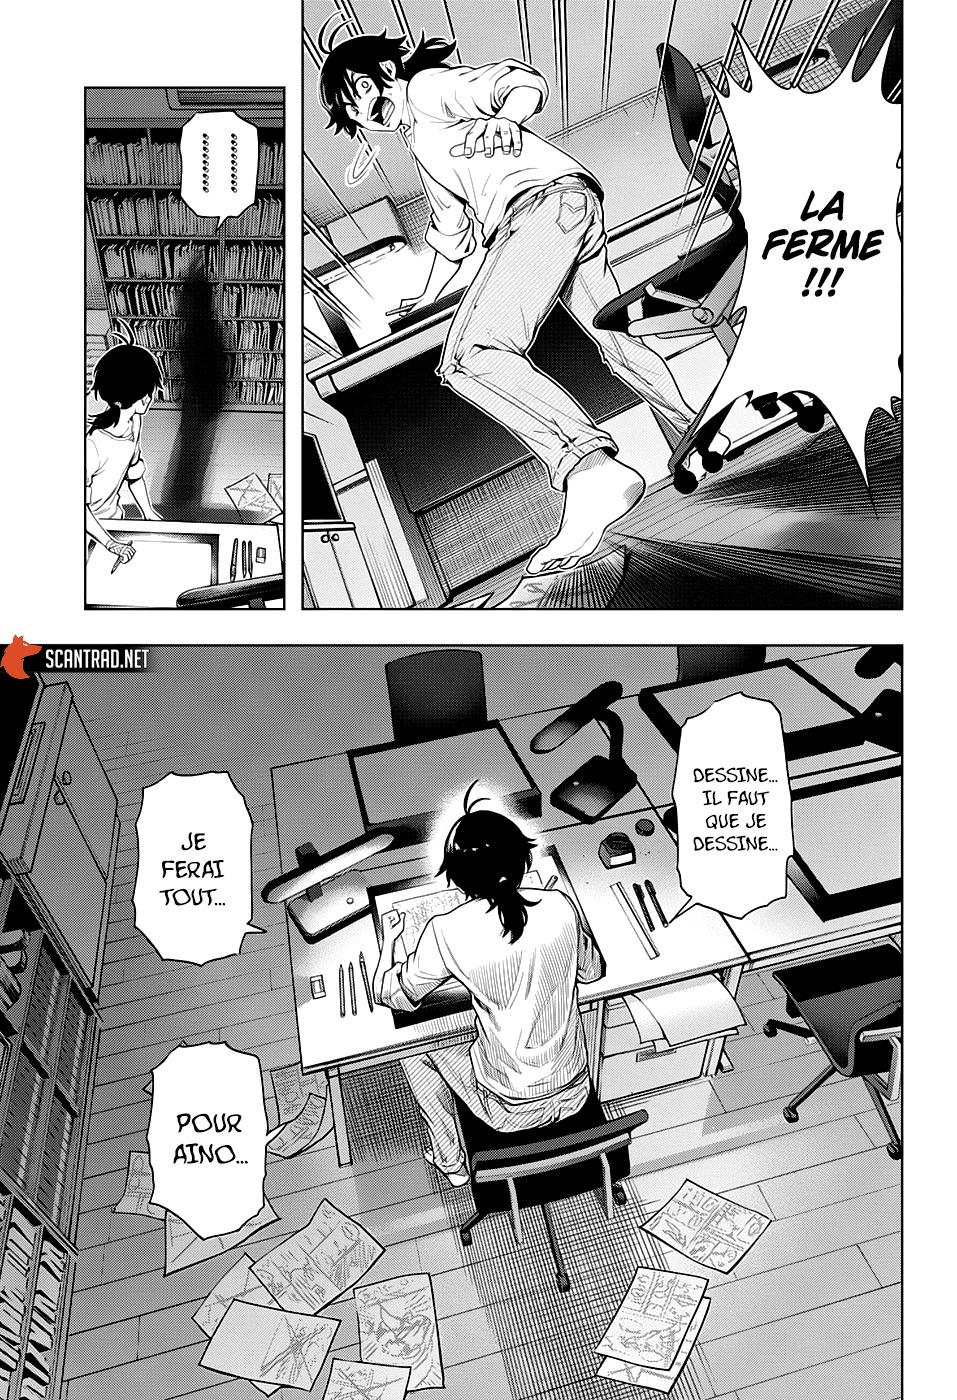 LA
FERME
!!!
SCANTRAD.NET
DESSINE...
IL FAUT
QUE JE
DESSINE...
JE
FERAI
TOUT...
POUR
AINO...